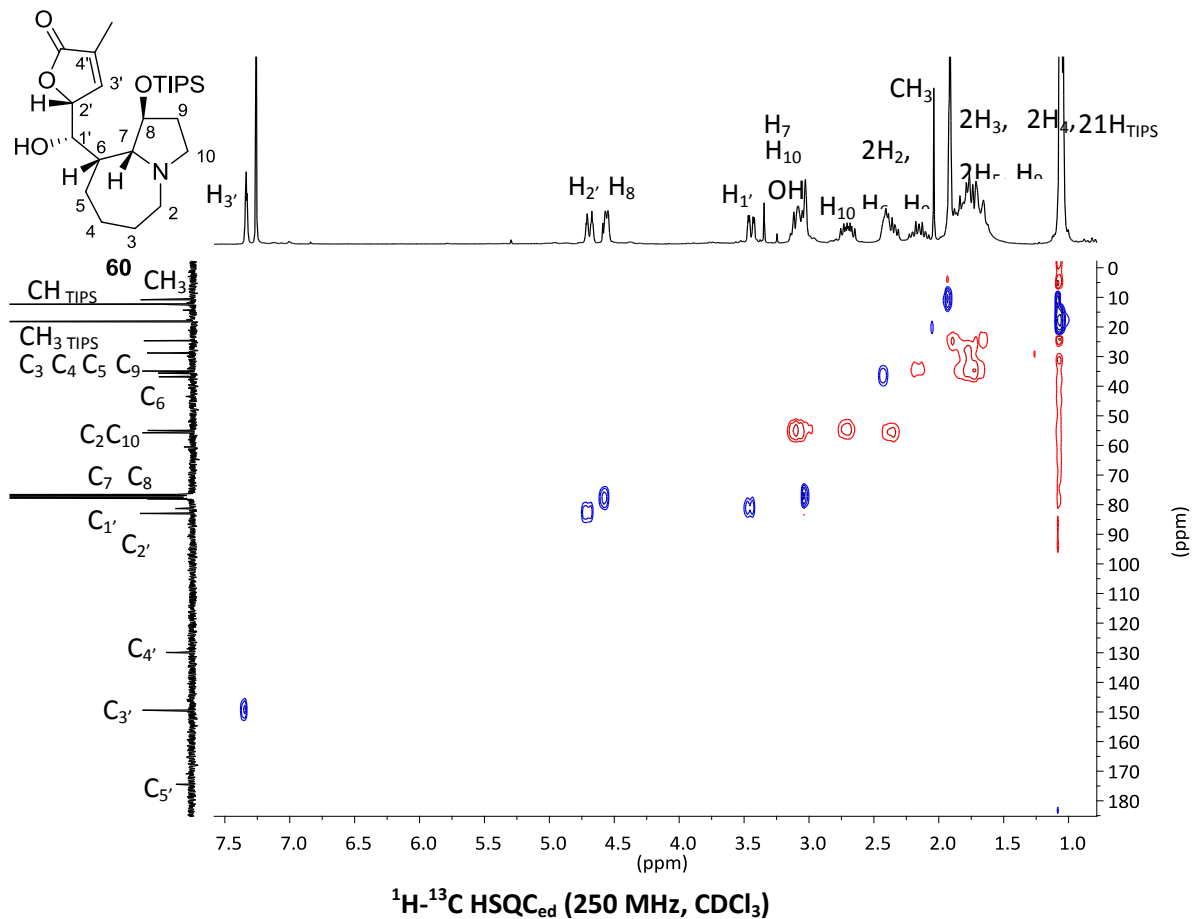 O
O
H
HO
H
H
N
OTIPS
4'
3'
2'
1'
6
7
8
9
10
5
4
3
2
60
H3'
H2' H8
H1'
H7
H10
OH
H10
2H2,
CH3
2H3, 2H4, 21HTIPS
CH TIPS
CH3
CH3 TIPS
C3 C4 C5 C9
C6
C2C10
C7 C8
C1'
C2'
C4'
C3'
C5'
0
10
20
30
40
50
60
70
80
90
100
110
120
130
140
150
160
170
180
(ppm)
7.5 7.0 6.5 6.0 5.5 5.0 4.5 4.0 3.5 3.0 2.5 2.0 1.5 1.0
(ppm)
1H-13C HSQCed (250 MHz, CDCl3)